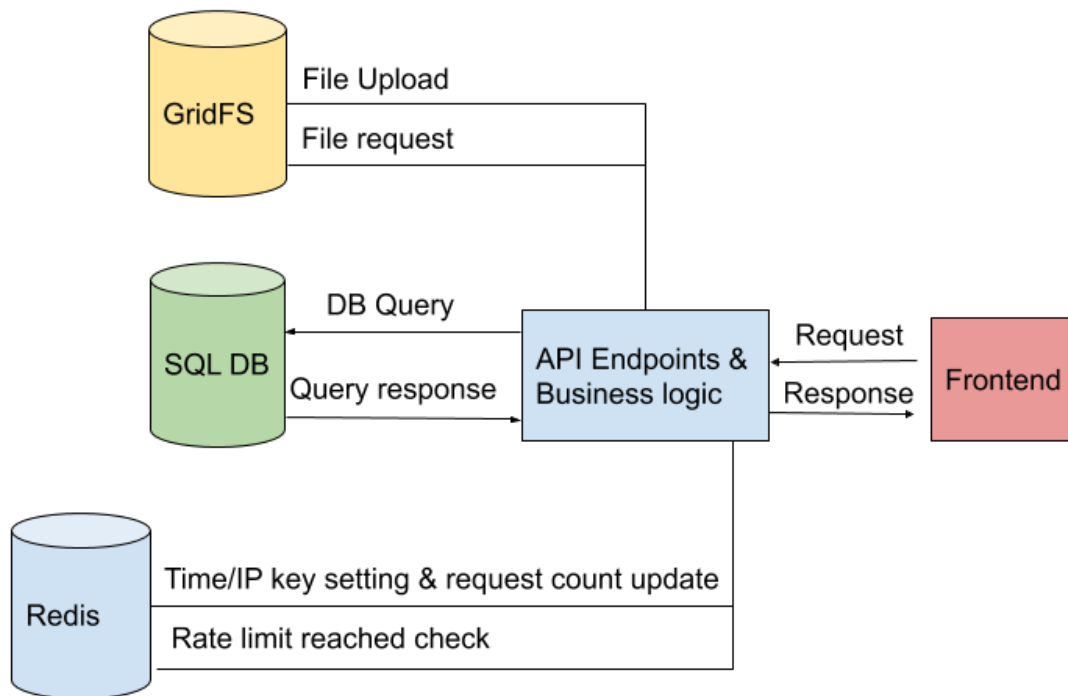 File Upload
GridFS
File request
DB Query
SQL DB
Query response
API Endpoints &
Business logic
Request
Response
Frontend
Time/IP key setting & request count update
Redis
Rate limit reached check